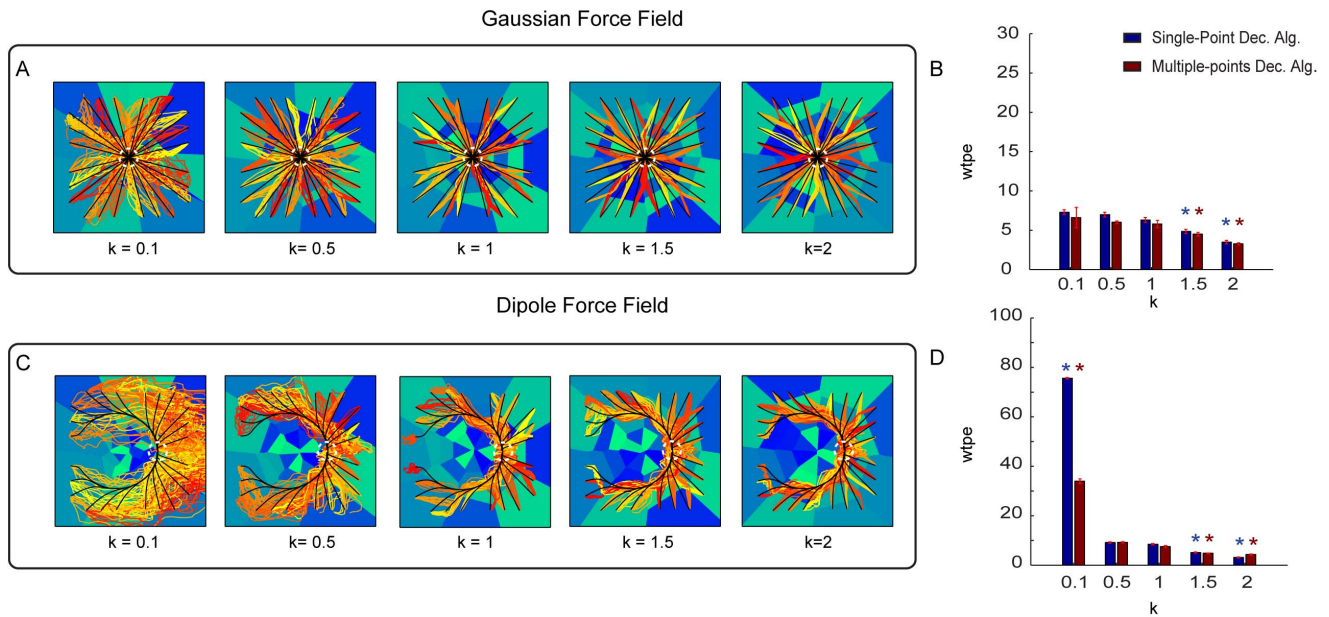 Gaussian Force Field
A
k = 0.1
k= 0.5
k = 1
k = 1.5
k=2
B
30
25
20
15
10
5
0
wtpe
Single-Point Dec. Alg.
Multiple-points Dec. Alg.
* * * *
0.1 0.5 1 1.5 2
k
Dipole Force Field
C
k = 0.1
k= 0.5
k = 1
k = 1.5
k=2
D
100
80
60
40
20
0
wtpe
* *
* * * *
0.1 0.5 1 1.5 2
k